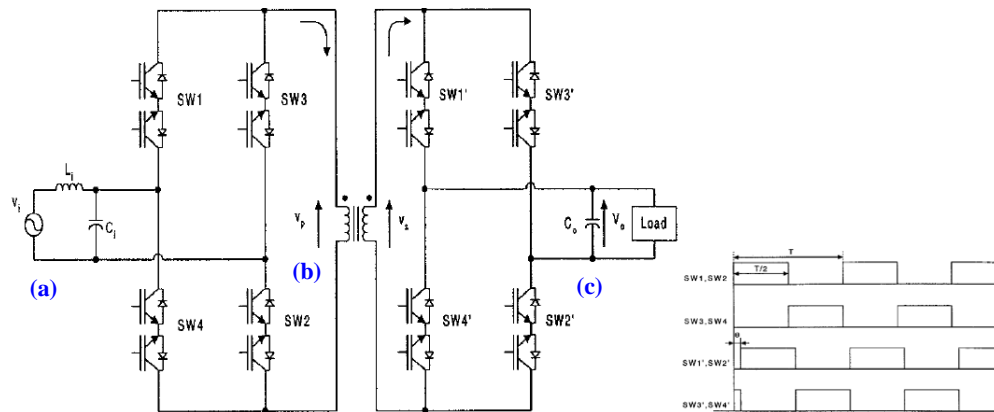 SW1
SW3
SW1'
SW3'
Li
Vi
Ci
Vp
Vs
Co
Vo
Load
(a)
(b)
(c)
SW4
SW2
SW4'
SW2'
T
T/2
SW1,SW2
SW3,SW4
θ
SW1',SW2'
SW3',SW4'